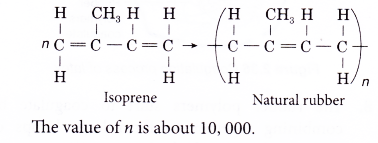 H CH₃ H H H CH₃ H H
n C = C – C = C → – C – C = C – C –
H H H H n
Isoprene Natural rubber
The value of n is about 10, 000.